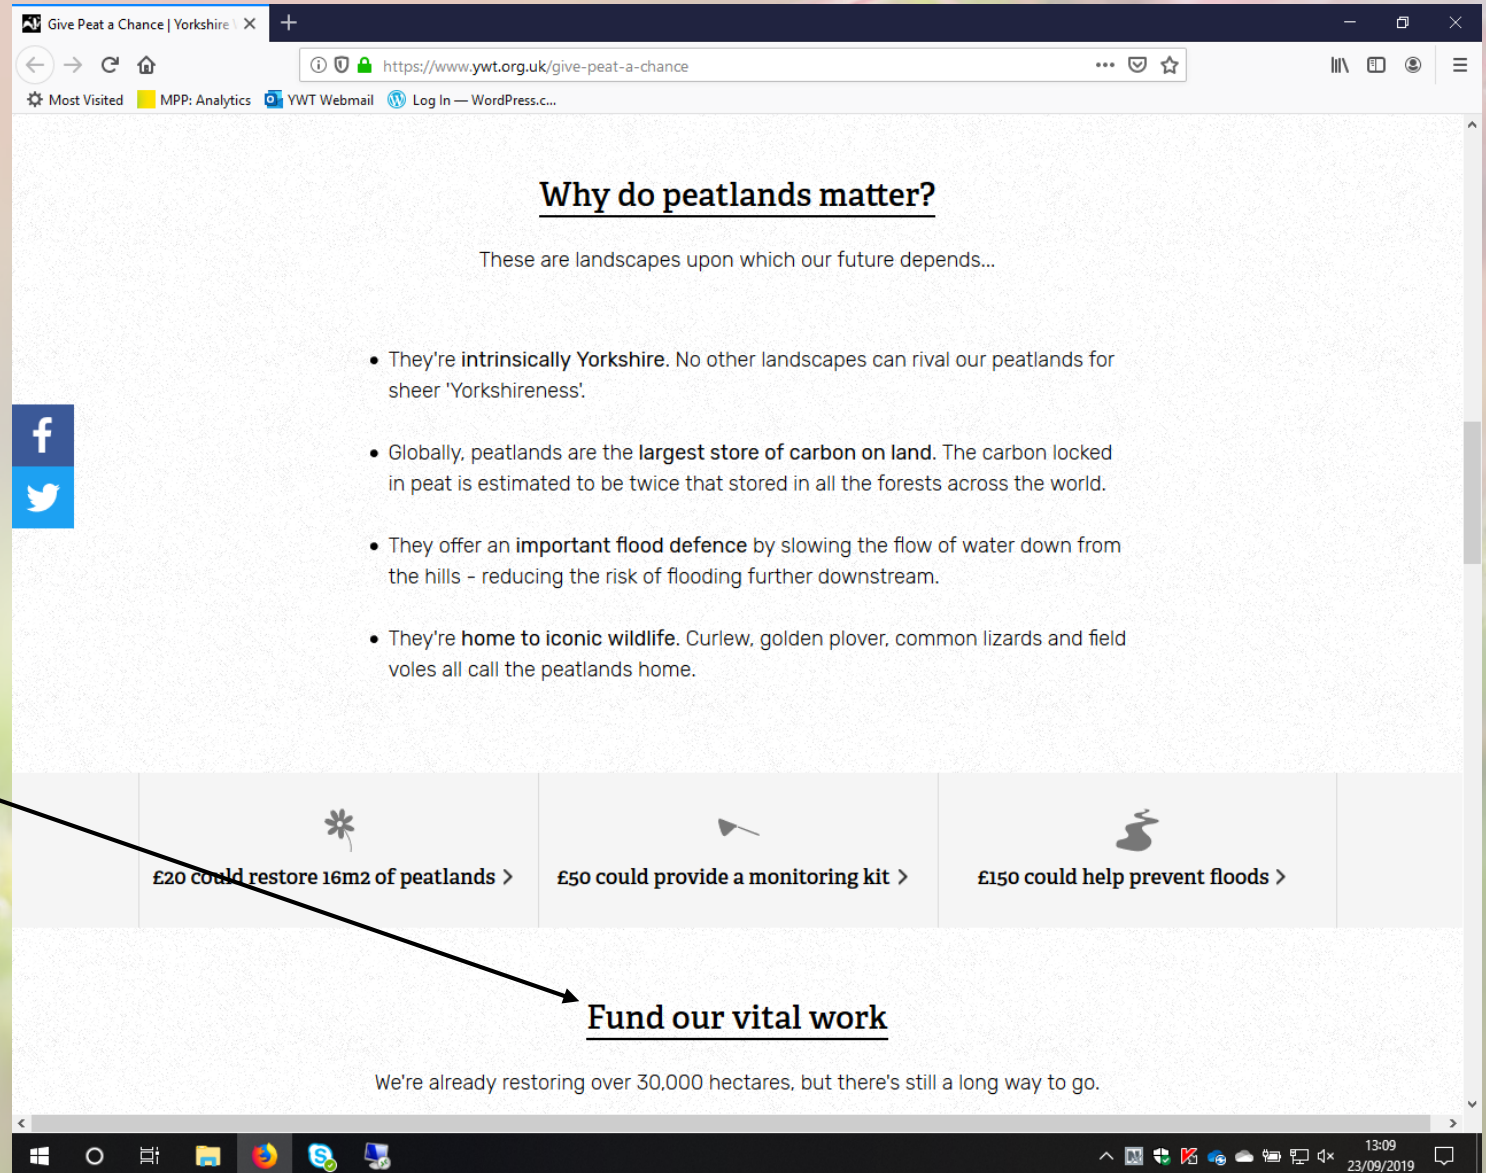 Give Peat a Chance | Yorkshire
https://www.ywt.org.uk/give-peat-a-chance
Most Visited MPP: Analytics YWT Webmail Log In — WordPress.c...
Why do peatlands matter?
These are landscapes upon which our future depends...
• They're intrinsically Yorkshire. No other landscapes can rival our peatlands for
sheer 'Yorkshireness'.
• Globally, peatlands are the largest store of carbon on land. The carbon locked
in peat is estimated to be twice that stored in all the forests across the world.
• They offer an important flood defence by slowing the flow of water down from
the hills - reducing the risk of flooding further downstream.
• They're home to iconic wildlife. Curlew, golden plover, common lizards and field
voles all call the peatlands home.
£20 could restore 16m2 of peatlands >
£50 could provide a monitoring kit >
£150 could help prevent floods >
Fund our vital work
We're already restoring over 30,000 hectares, but there's still a long way to go.
13:09
23/09/2019